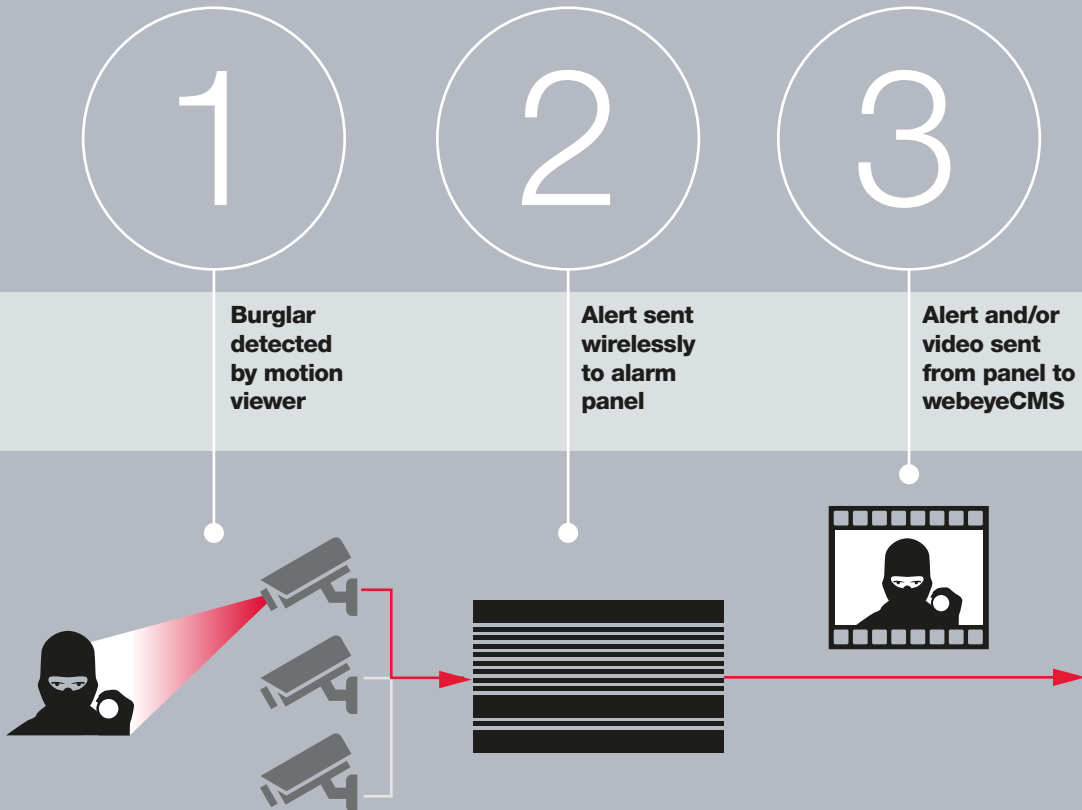 1
2
3
Burglar
detected
by motion
viewer
Alert sent
wirelessly
to alarm
panel
Alert and/or
video sent
from panel to
webeyeCMS